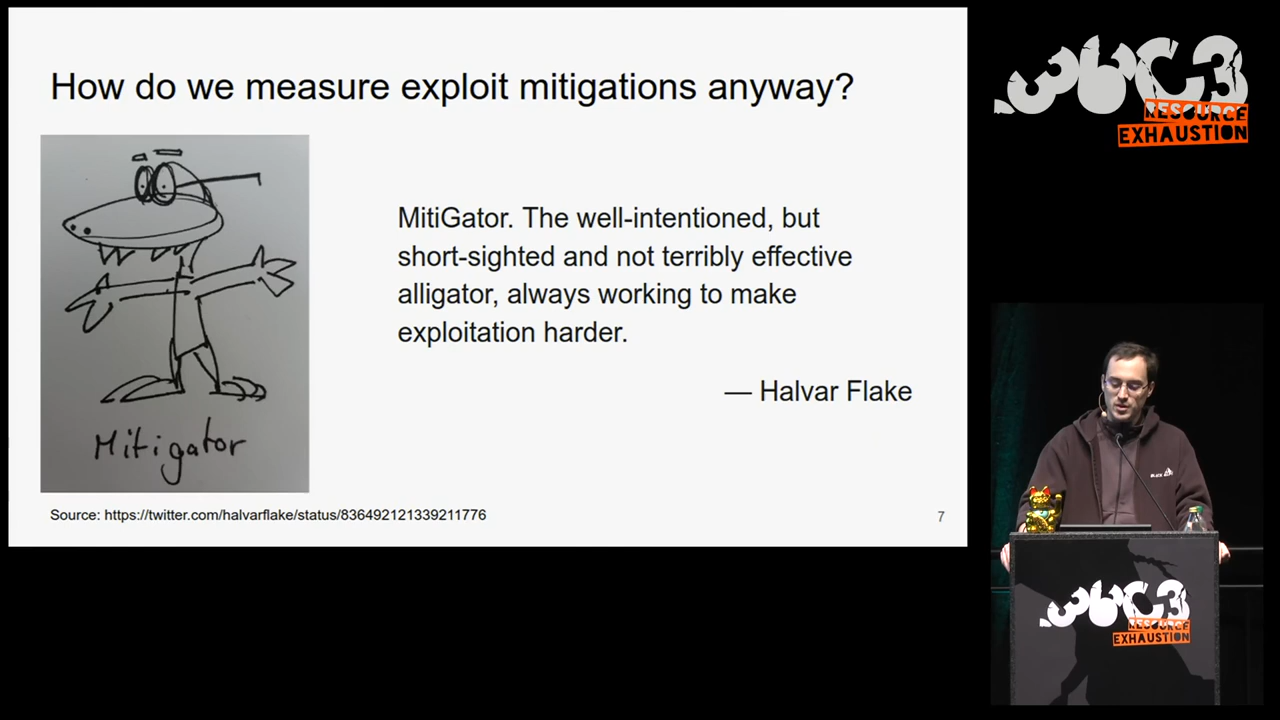 How do we measure exploit mitigations anyway?
MitiGator. The well-intentioned, but
short-sighted and not terribly effective
alligator, always working to make
exploitation harder.
— Halvar Flake
Mitigator
Source: https://twitter.com/halvarflake/status/836492121339211776
7
36C3
RESOURCE
EXHAUSTION
36C3
RESOURCE
EXHAUSTION